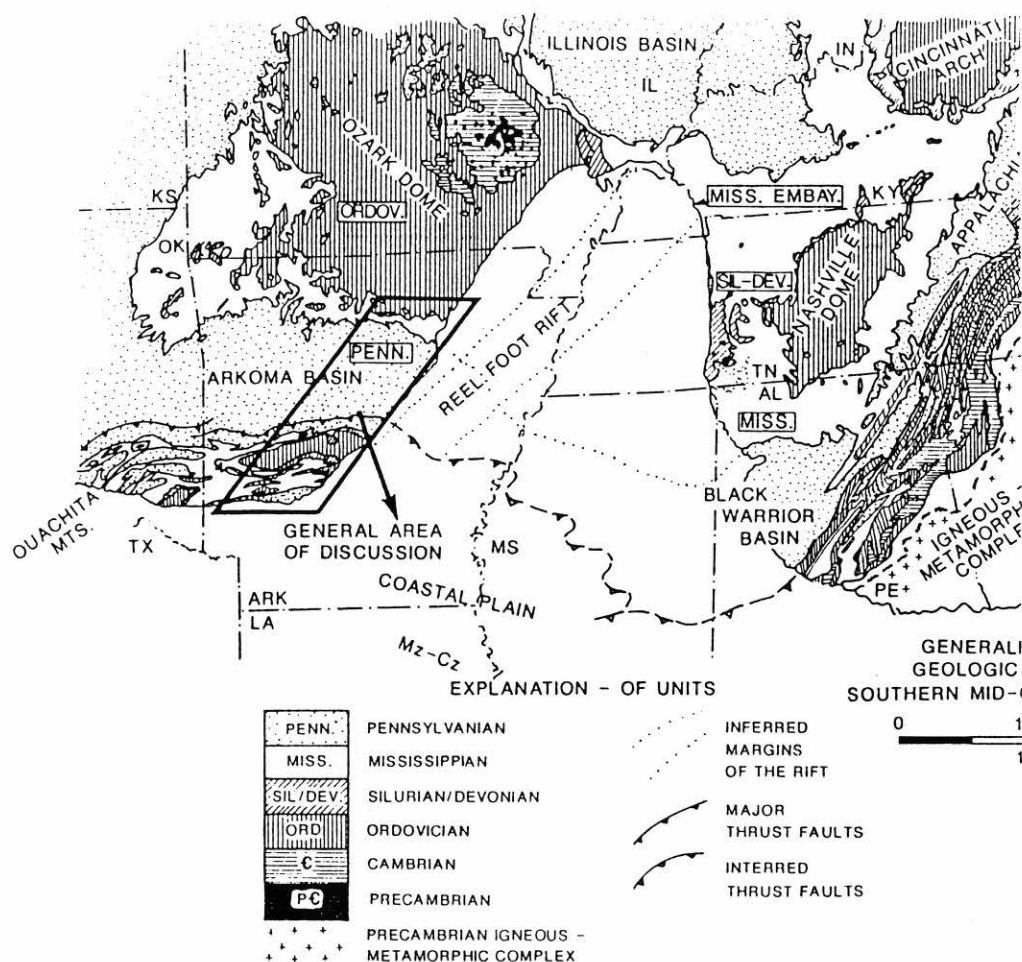 ILLINOIS BASIN
IL
IN
CINCINNATI
ARCH
OZARK DOME
KS
ORDOV.
OK
MISS. EMBAY.
KY
APPALACHI
SIL-DEV.
NASHVILLE
DOME
REEL FOOT RIFT
PENN.
ARKOMA BASIN
TN
AL
MISS.
OUACHITA
MTS.
TX
GENERAL AREA
OF DISCUSSION
MS
BLACK
WARRIOR
BASIN
IGNEOUS
METAMORPH
COMPLE
PE+
ARK
LA
COASTAL PLAIN
Mz-Cz
GENERALI
GEOLOGIC
SOUTHERN MID-
0 1
1
EXPLANATION - OF UNITS
PENN. PENNSYLVANIAN
MISS. MISSISSIPPIAN
SIL/DEV. SILURIAN/DEVONIAN
ORD ORDOVICIAN
Є CAMBRIAN
PЄ PRECAMBRIAN
PRECAMBRIAN IGNEOUS -
METAMORPHIC COMPLEX
INFERRED
MARGINS
OF THE RIFT
MAJOR
THRUST FAULTS
INTERRED
THRUST FAULTS